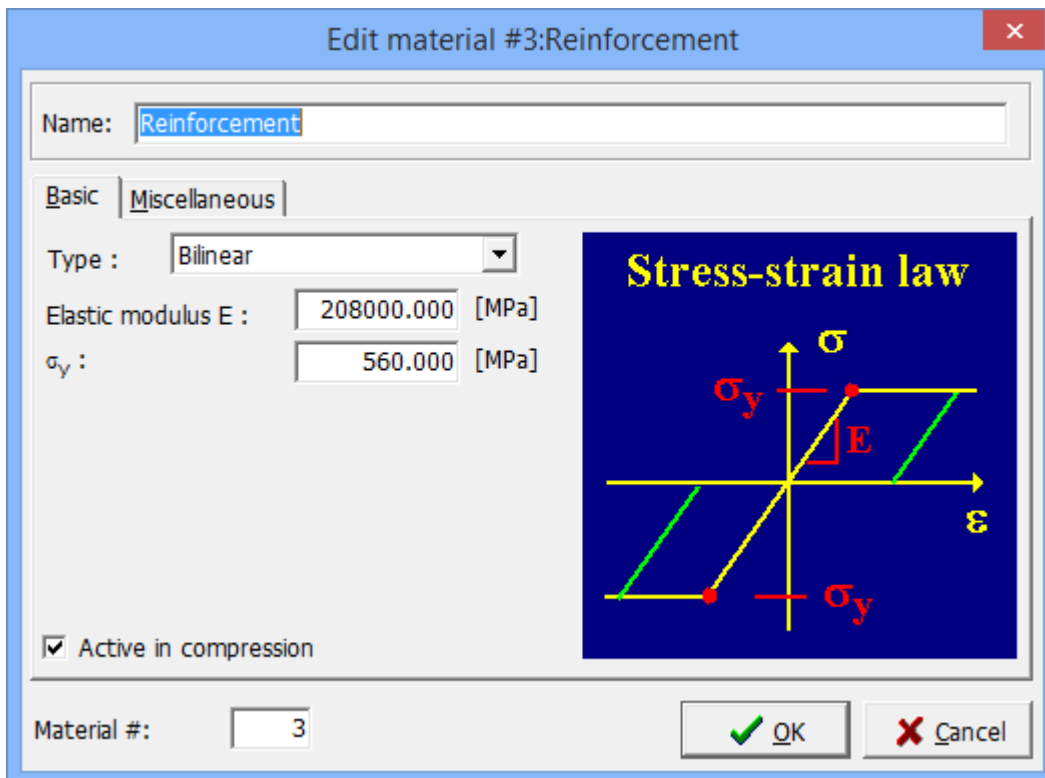 Edit material #3:Reinforcement
×
Name: Reinforcement
Basic Miscellaneous
Type : Bilinear
Elastic modulus E : 208000.000 [MPa]
σy : 560.000 [MPa]
Active in compression
Stress-strain law
σ
σy
E
ε
σy
Material #: 3
OK Cancel